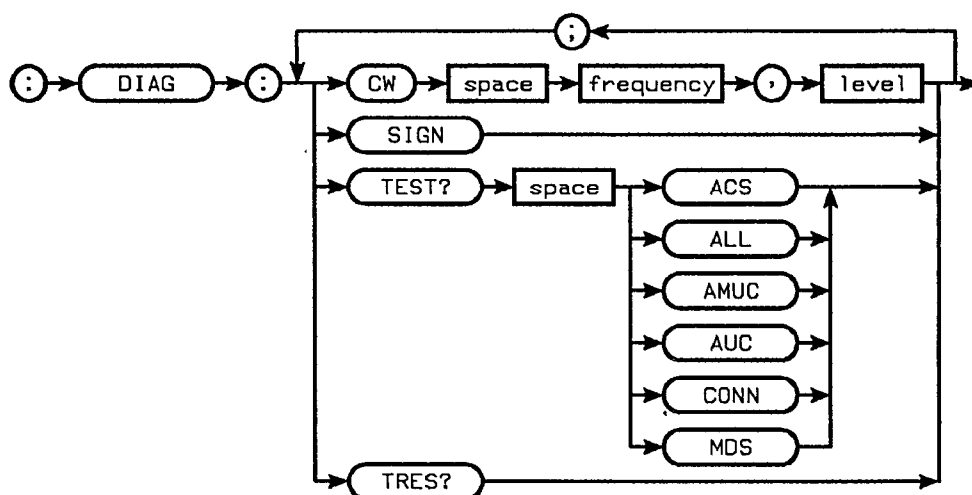 ;
: DIAG : CW space frequency , level
SIGN
TEST? space ACS
ALL
AMUC
AUC
CONN
MDS
TRES?